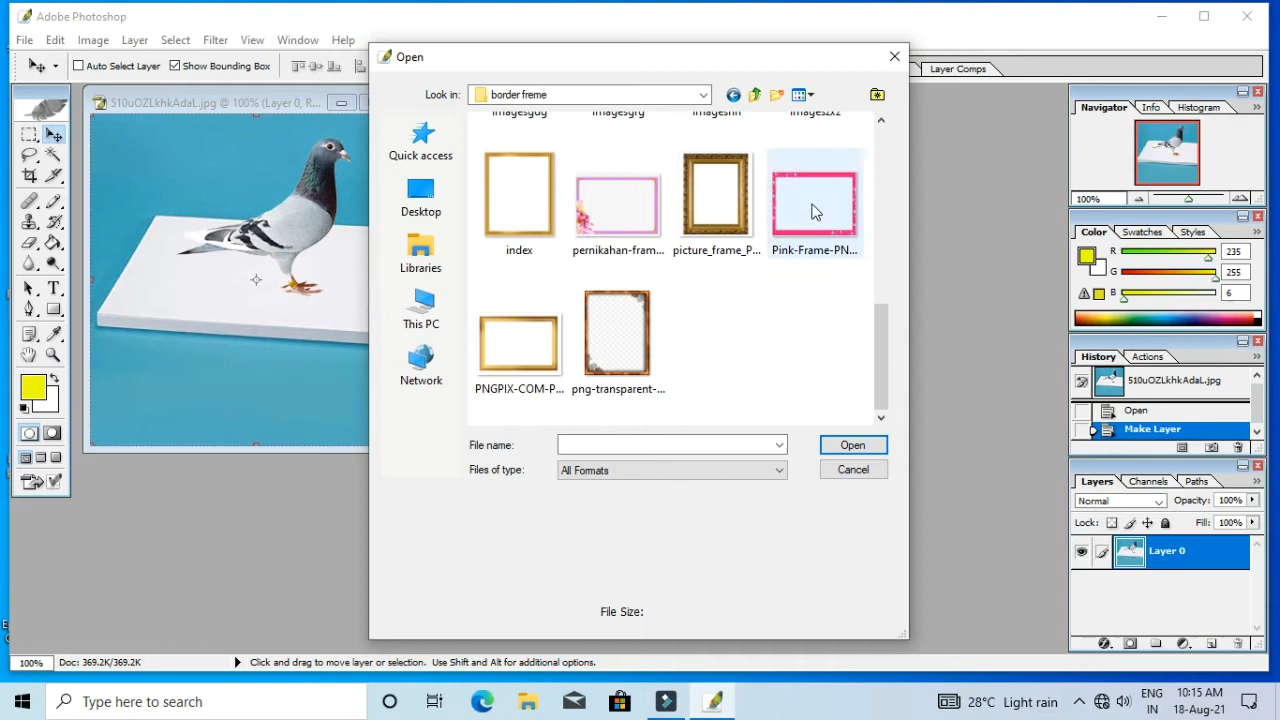 Adobe Photoshop
File Edit Image Layer Select Filter View Window Help
Auto Select Layer Show Bounding Box
Layer Comps
510uOZLkhkAdaL.jpg @ 100% (Layer 0, R...
Open
Look in: border freme
Quick access
Desktop
Libraries
This PC
Network
index pernikahan-fram... picture_frame_P... Pink-Frame-PN...
PNGPIX-COM-P... png-transparent-...
File name: Open
Files of type: All Formats Cancel
File Size:
Navigator Info Histogram
100%
Color Swatches Styles
R 235
G 255
B 6
History Actions
510uOZLkhkAdaL.jpg
Open
Make Layer
Layers Channels Paths
Normal Opacity: 100%
Lock: Fill: 100%
Layer 0
100% Doc: 369.2K/369.2K Click and drag to move layer or selection. Use Shift and Alt for additional options.
Type here to search
28°C Light rain
ENG
IN
10:15 AM
18-Aug-21